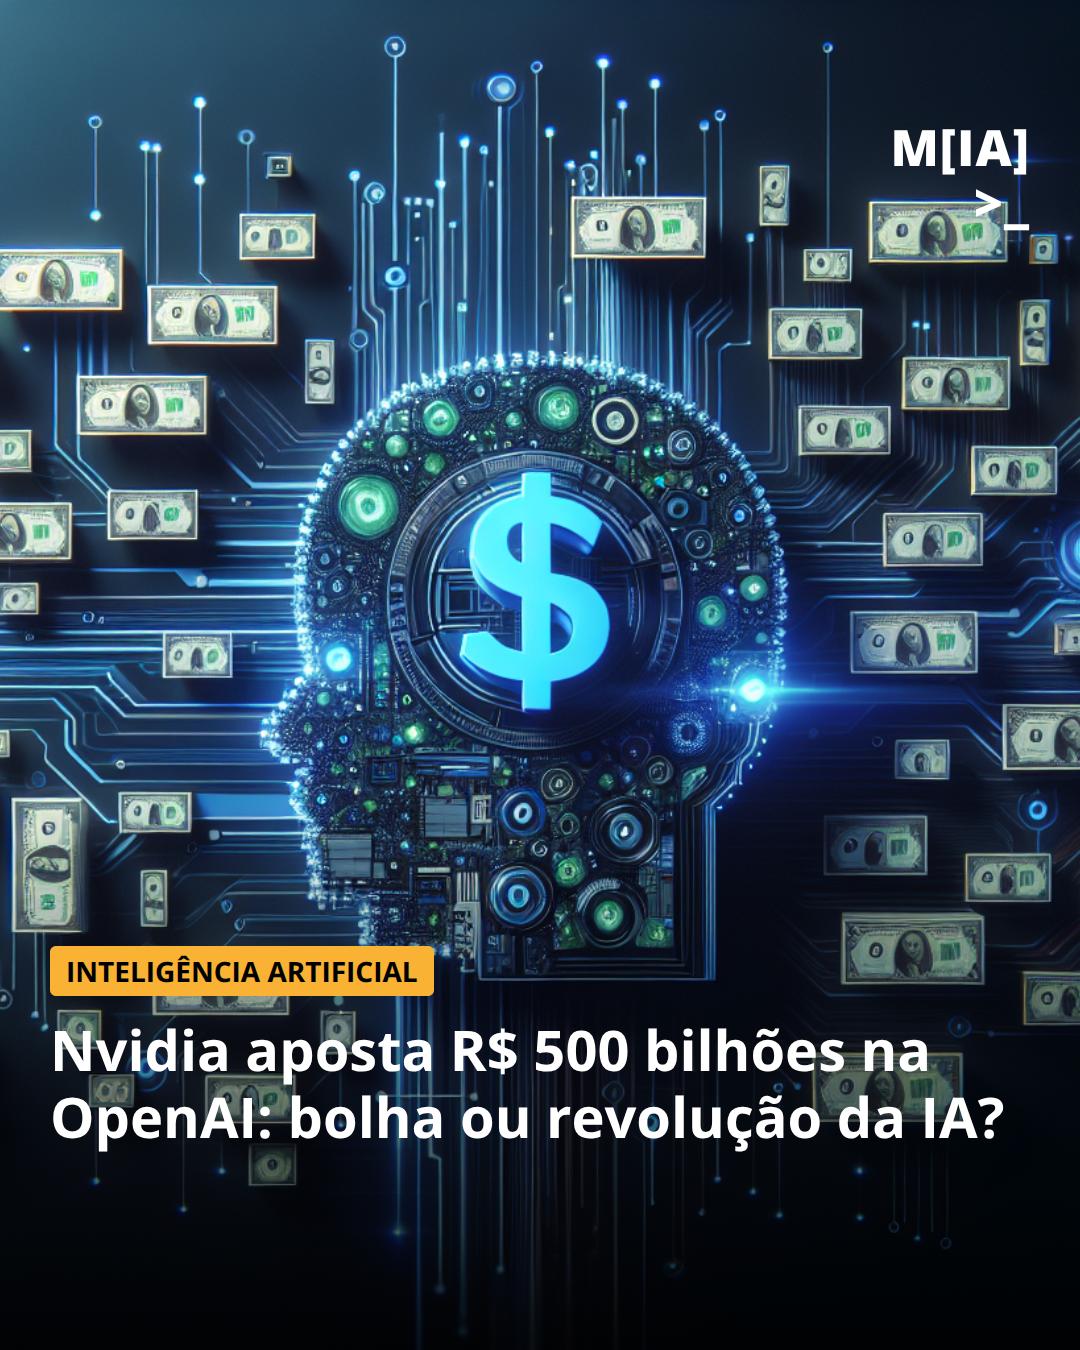 M[IA]
>_
INTELIGÊNCIA ARTIFICIAL
Nvidia aposta R$ 500 bilhões na
OpenAI: bolha ou revolução da IA?
$